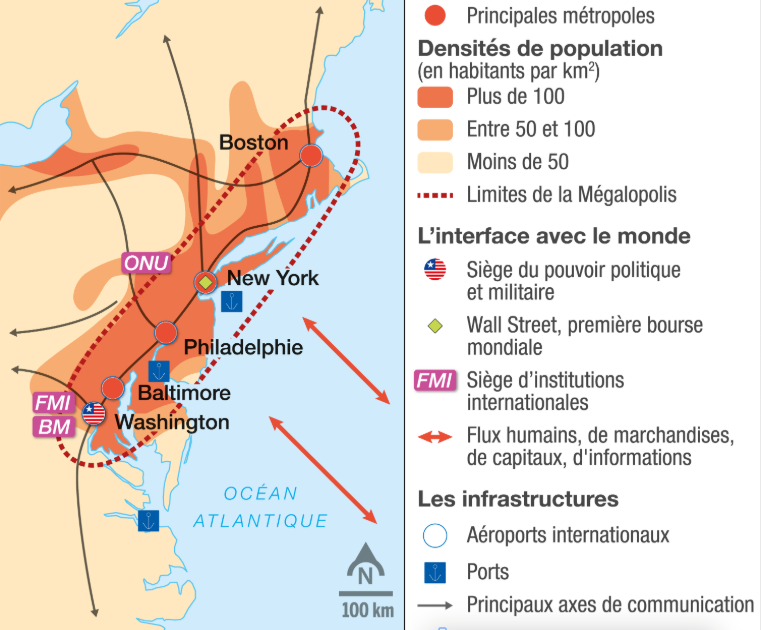 Boston
ONU
New York
Philadelphie
Baltimore
FMI
BM
Washington
OCÉAN
ATLANTIQUE
N
100 km
Principales métropoles
Densités de population
(en habitants par km²)
Plus de 100
Entre 50 et 100
Moins de 50
Limites de la Mégalopolis
L'interface avec le monde
Siège du pouvoir politique
et militaire
Wall Street, première bourse
mondiale
FMI Siège d'institutions
internationales
Flux humains, de marchandises,
de capitaux, d'informations
Les infrastructures
Aéroports internationaux
Ports
Principaux axes de communication